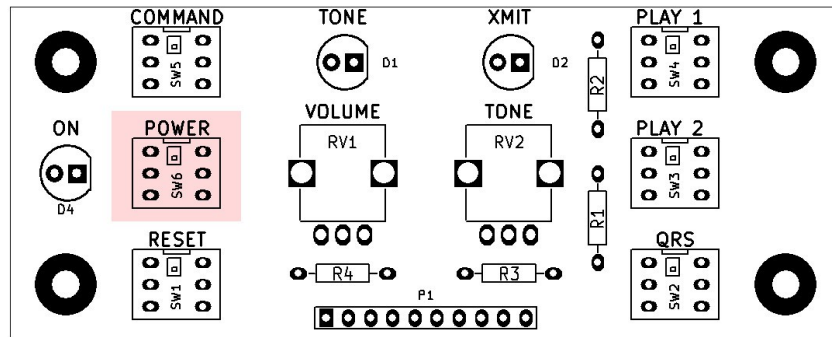 COMMAND TONE XMIT PLAY 1
SW5 D1 D2 R2 SW4
ON POWER VOLUME TONE PLAY 2
RV1 RV2
SW6 SW3
D4 R1
RESET QRS
SW1 R4 R3 SW2
P1